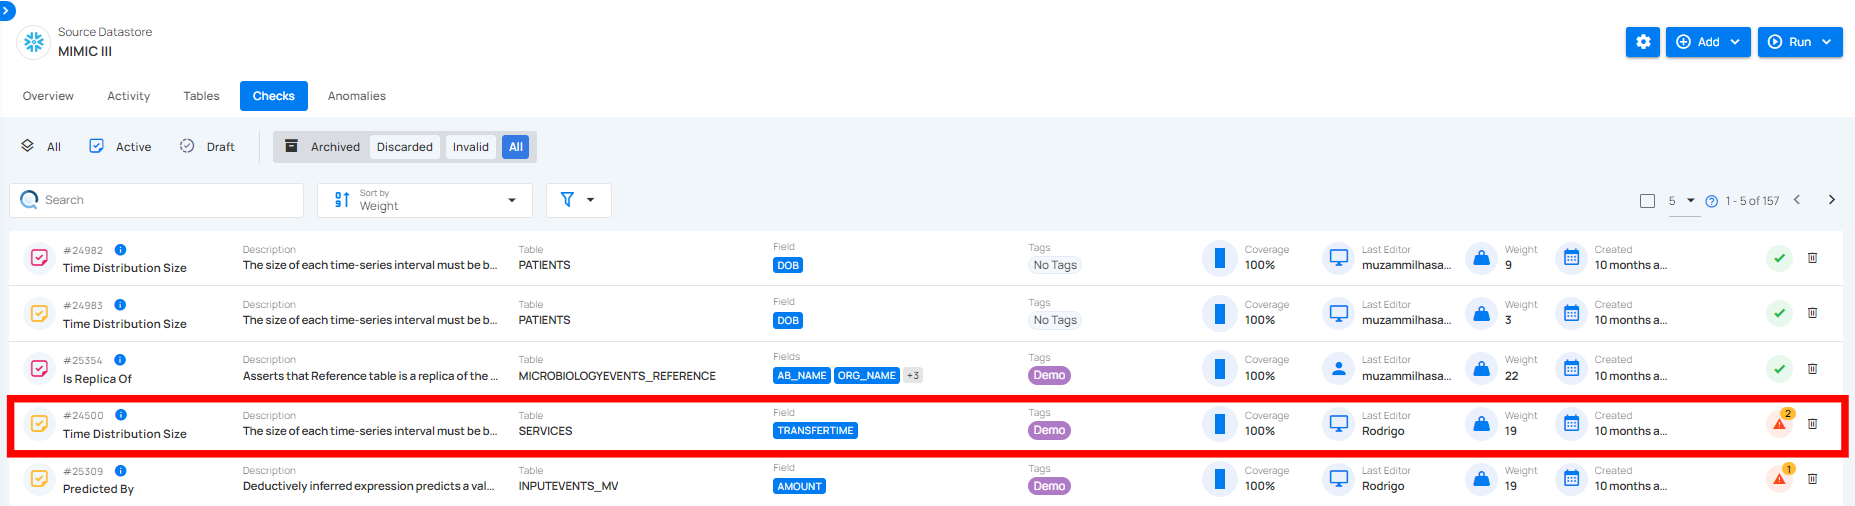 Source Datastore
MIMIC III
Add
Run
Overview Activity Tables Checks Anomalies
All Active Draft Archived Discarded Invalid All
Search
Sort by
Weight
5 1 - 5 of 157
#24982 Description Table Field Tags Coverage Last Editor Weight Created
Time Distribution Size The size of each time-series interval must be b... PATIENTS DOB No Tags 100% muzammilhasa... 9 10 months a...
#24983 Description Table Field Tags Coverage Last Editor Weight Created
Time Distribution Size The size of each time-series interval must be b... PATIENTS DOB No Tags 100% muzammilhasa... 3 10 months a...
#25354 Description Table Fields Tags Coverage Last Editor Weight Created
Is Replica Of Asserts that Reference table is a replica of the ... MICROBIOLOGYEVENTS_REFERENCE AB_NAME ORG_NAME +3 Demo 100% muzammilhasa... 22 10 months a...
#24500 Description Table Field Tags Coverage Last Editor Weight Created 2
Time Distribution Size The size of each time-series interval must be b... SERVICES TRANSFERTIME Demo 100% Rodrigo 19 10 months a...
#25309 Description Table Field Tags Coverage Last Editor Weight Created 1
Predicted By Deductively inferred expression predicts a val... INPUTEVENTS_MV AMOUNT Demo 100% Rodrigo 19 10 months a...